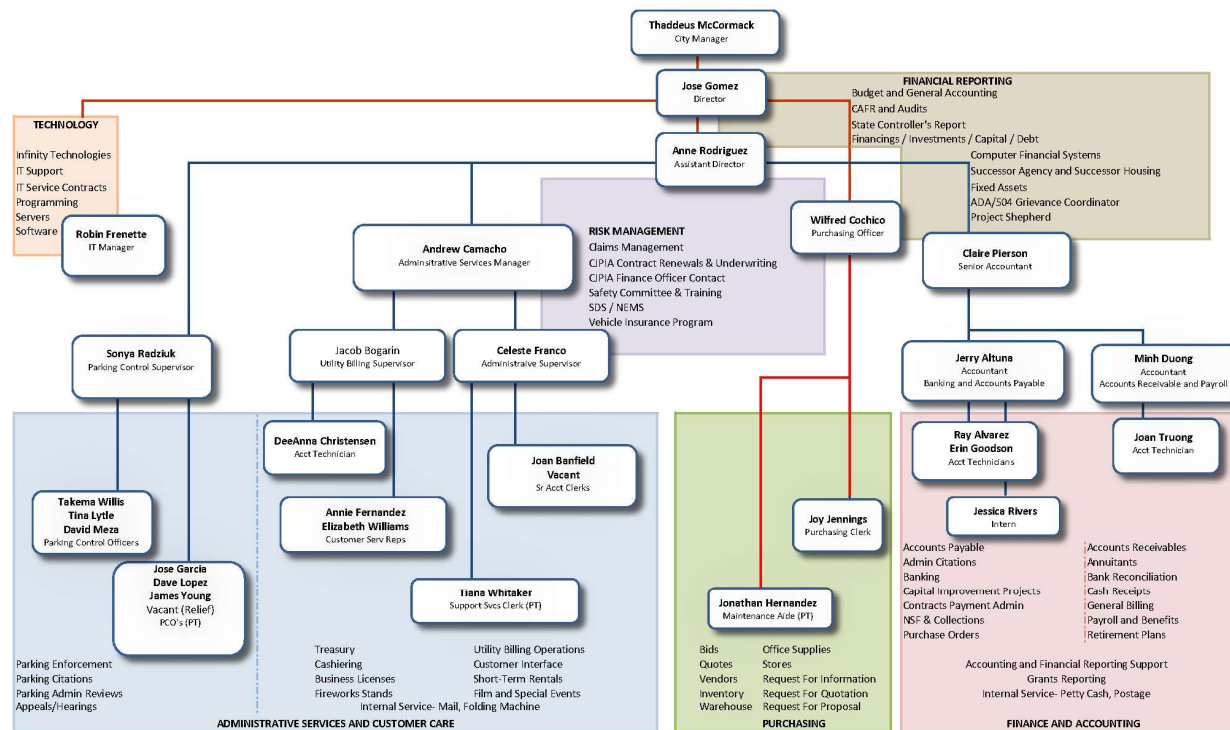 Thaddeus McCormack
City Manager
Jose Gomez
Director
FINANCIAL REPORTING
Budget and General Accounting
CAFR and Audits
State Controller's Report
Financings / Investments / Capital / Debt
Computer Financial Systems
Successor Agency and Successor Housing
Fixed Assets
ADA/504 Grievance Coordinator
Project Shepherd
TECHNOLOGY
Infinity Technologies
IT Support
IT Service Contracts
Programming
Servers
Software
Robin Frenette
IT Manager
Anne Rodriguez
Assistant Director
Andrew Camacho
Adminsitrative Services Manager
RISK MANAGEMENT
Claims Management
CJPIA Contract Renewals & Underwriting
CJPIA Finance Officer Contact
Safety Committee & Training
SDS / NEMS
Vehicle Insurance Program
Wilfred Cochico
Purchasing Officer
Claire Pierson
Senior Accountant
Sonya Radziuk
Parking Control Supervisor
Jacob Bogarin
Utility Billing Supervisor
Celeste Franco
Administraive Supervisor
Jerry Altuna
Accountant
Banking and Accounts Payable
Minh Duong
Accountant
Accounts Receivable and Payroll
DeeAnna Christensen
Acct Technician
Joan Banfield
Vacant
Sr Acct Clerks
Ray Alvarez
Erin Goodson
Acct Technicians
Joan Truong
Acct Technician
Takema Willis
Tina Lytle
David Meza
Parking Control Officers
Annie Fernandez
Elizabeth Williams
Customer Serv Reps
Joy Jennings
Purchasing Clerk
Jessica Rivers
Intern
Jose Garcia
Dave Lopez
James Young
Vacant (Relief)
PCO's (PT)
Tiana Whitaker
Support Svcs Clerk (PT)
Jonathan Hernandez
Maintenance Aide (PT)
Parking Enforcement
Parking Citations
Parking Admin Reviews
Appeals/Hearings
Treasury
Cashiering
Business Licenses
Fireworks Stands
Utility Billing Operations
Customer Interface
Short-Term Rentals
Film and Special Events
Internal Service- Mail, Folding Machine
ADMINISTRATIVE SERVICES AND CUSTOMER CARE
Bids
Quotes
Vendors
Inventory
Warehouse
Office Supplies
Stores
Request For Information
Request For Quotation
Request For Proposal
PURCHASING
Accounts Payable
Admin Citations
Banking
Capital Improvement Projects
Contracts Payment Admin
NSF & Collections
Purchase Orders
Accounts Receivables
Annuitants
Bank Reconciliation
Cash Receipts
General Billing
Payroll and Benefits
Retirement Plans
Accounting and Financial Reporting Support
Grants Reporting
Internal Service- Petty Cash, Postage
FINANCE AND ACCOUNTING